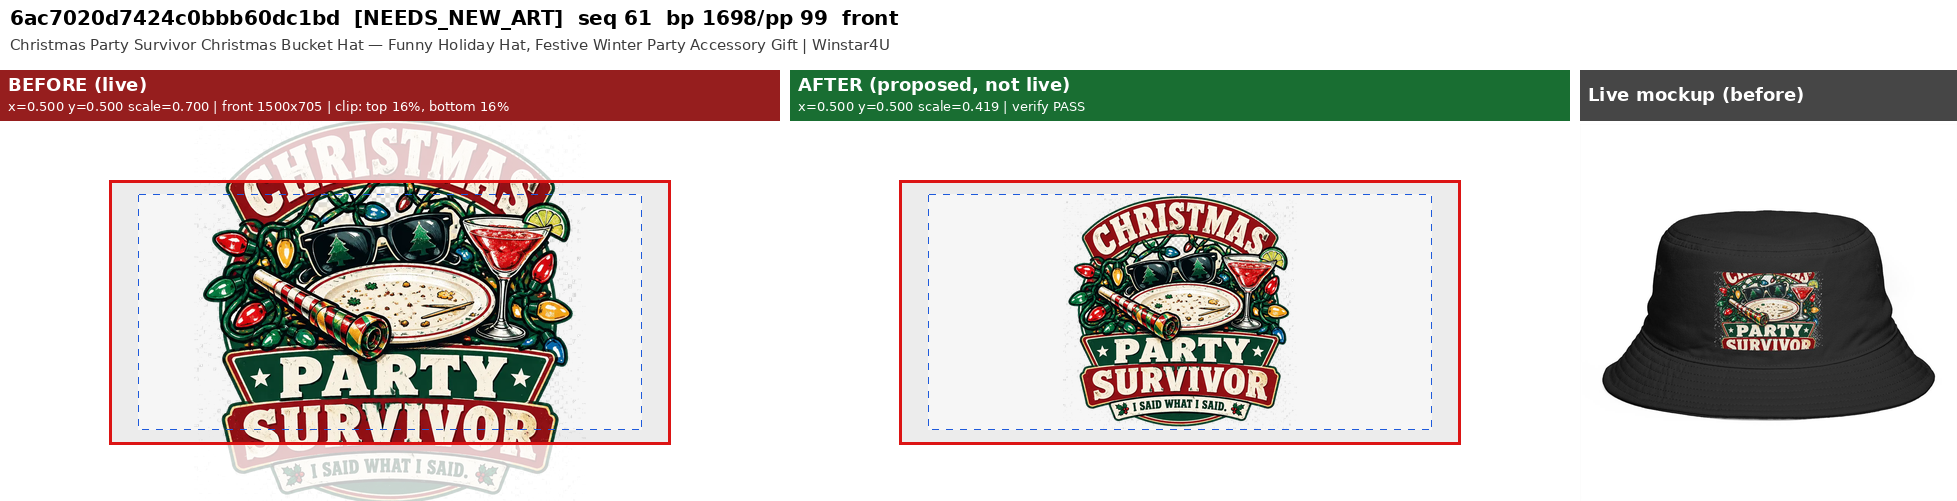 6ac7020d7424c0bbb60dc1bd [NEEDS_NEW_ART] seq 61 bp 1698/pp 99 front
Christmas Party Survivor Christmas Bucket Hat — Funny Holiday Hat, Festive Winter Party Accessory Gift | Winstar4U
BEFORE (live)
x=0.500 y=0.500 scale=0.700 | front 1500x705 | clip: top 16%, bottom 16%
CHRISTMAS
PARTY
SURVIVOR
I SAID WHAT I SAID.
AFTER (proposed, not live)
x=0.500 y=0.500 scale=0.419 | verify PASS
CHRISTMAS
PARTY
SURVIVOR
I SAID WHAT I SAID.
Live mockup (before)
CHRISTMAS
PARTY
SURVIVOR